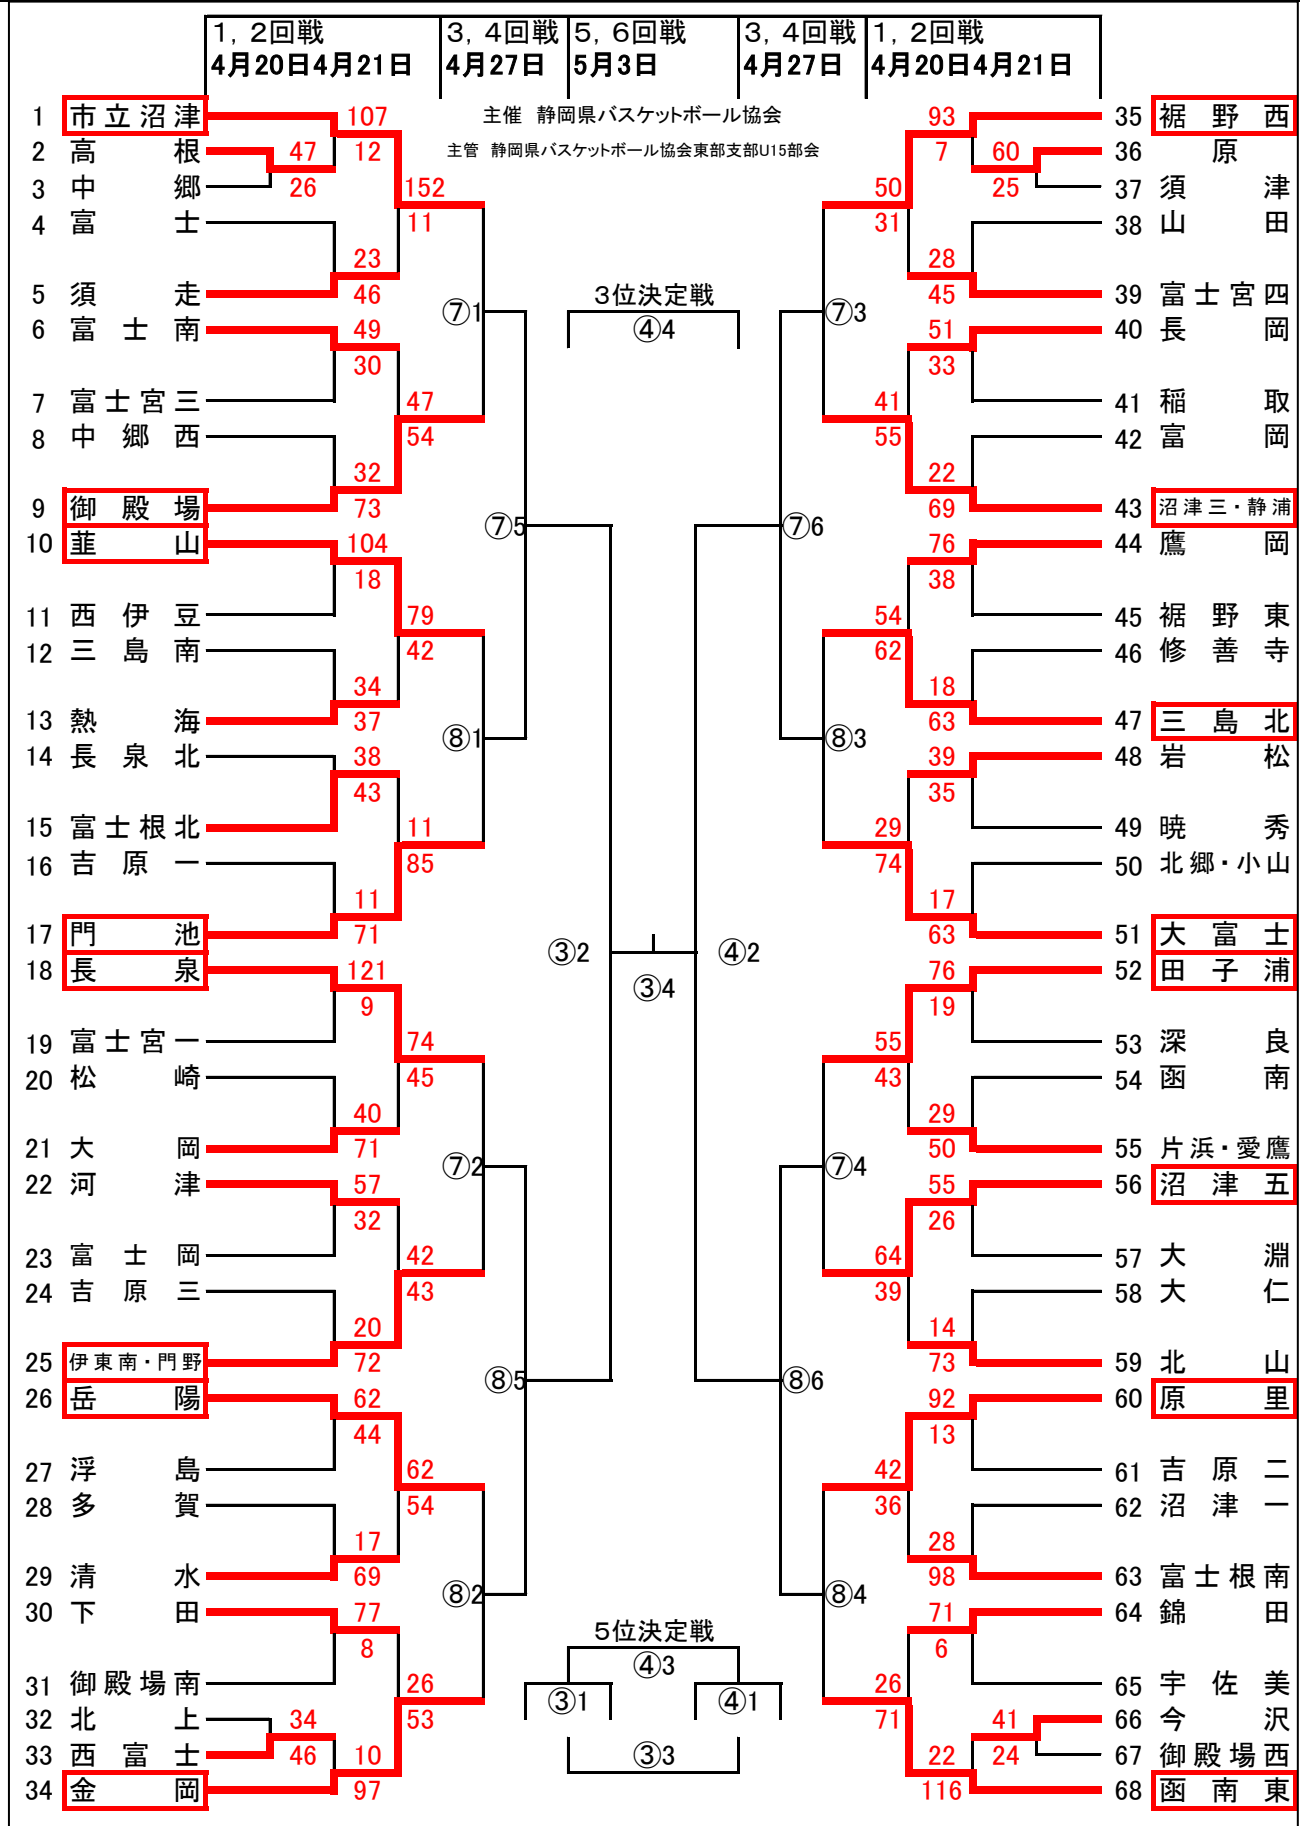 1，2回戦 3，4回戦 5，6回戦 3，4回戦 1，2回戦
4月20日4月21日 4月27日 5月3日 4月27日 4月20日4月21日
主催 静岡県バスケットボール協会
主管 静岡県バスケットボール協会東部支部U15部会
1 市立沼津 107 93 35 裾野西
2 高根 47 12 7 60 36 原
3 中郷 26 152 50 25 37 須津
4 富士 11 31 38 山田
23 28
5 須走 46 3位決定戦 45 39 富士宮四
6 富士南 49 ⑦1 ④4 ⑦3 51 40 長岡
30 33
7 富士宮三 47 41 41 稲取
8 中郷西 54 55 42 富岡
32 22
9 御殿場 73 69 43 沼津三・静浦
10 韮山 104 ⑦5 ⑦6 76 44 鷹岡
18 38
11 西伊豆 79 54 45 裾野東
12 三島南 42 62 46 修善寺
34 18
13 熱海 37 63 47 三島北
14 長泉北 38 ⑧1 ⑧3 39 48 岩松
43 35
15 富士根北 11 29 49 暁秀
16 吉原一 85 74 50 北郷・小山
11 17
17 門池 71 63 51 大富士
18 長泉 121 ③2 ③4 ④2 76 52 田子浦
9 19
19 富士宮一 74 55 53 深良
20 松崎 45 43 54 函南
40 29
21 大岡 71 50 55 片浜・愛鷹
22 河津 57 ⑦2 ⑦4 55 56 沼津五
32 26
23 富士岡 42 64 57 大淵
24 吉原三 43 39 58 大仁
20 14
25 伊東南・門野 72 73 59 北山
26 岳陽 62 ⑧5 ⑧6 92 60 原里
44 13
27 浮島 62 42 61 吉原二
28 多賀 54 36 62 沼津一
17 28
29 清水 69 98 63 富士根南
30 下田 77 ⑧2 ⑧4 71 64 錦田
8 5位決定戦 6
31 御殿場南 26 ④3 26 65 宇佐美
32 北上 34 53 ③1 ④1 71 41 66 今沢
33 西富士 46 10 ③3 22 24 67 御殿場西
34 金岡 97 116 68 函南東